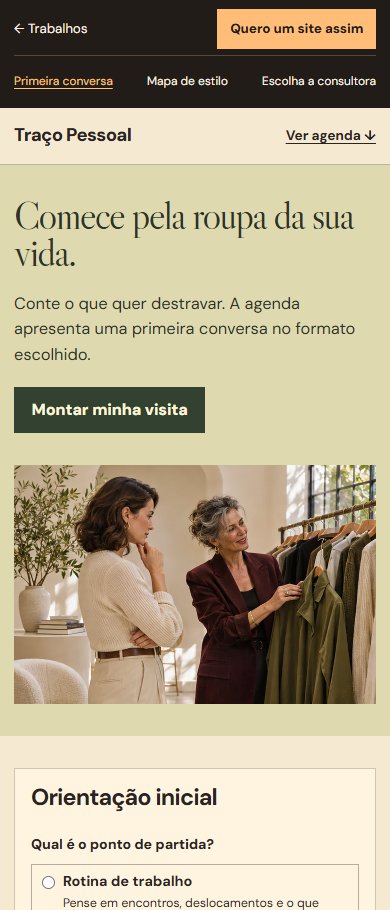 ← Trabalhos
Quero um site assim
Primeira conversa
Mapa de estilo
Escolha a consultora
Traço Pessoal
Ver agenda ↓
Comece pela roupa da sua
vida.
Conte o que quer destravar. A agenda
apresenta uma primeira conversa no formato
escolhido.
Montar minha visita
Orientação inicial
Qual é o ponto de partida?
Rotina de trabalho
Pense em encontros, deslocamentos e o que